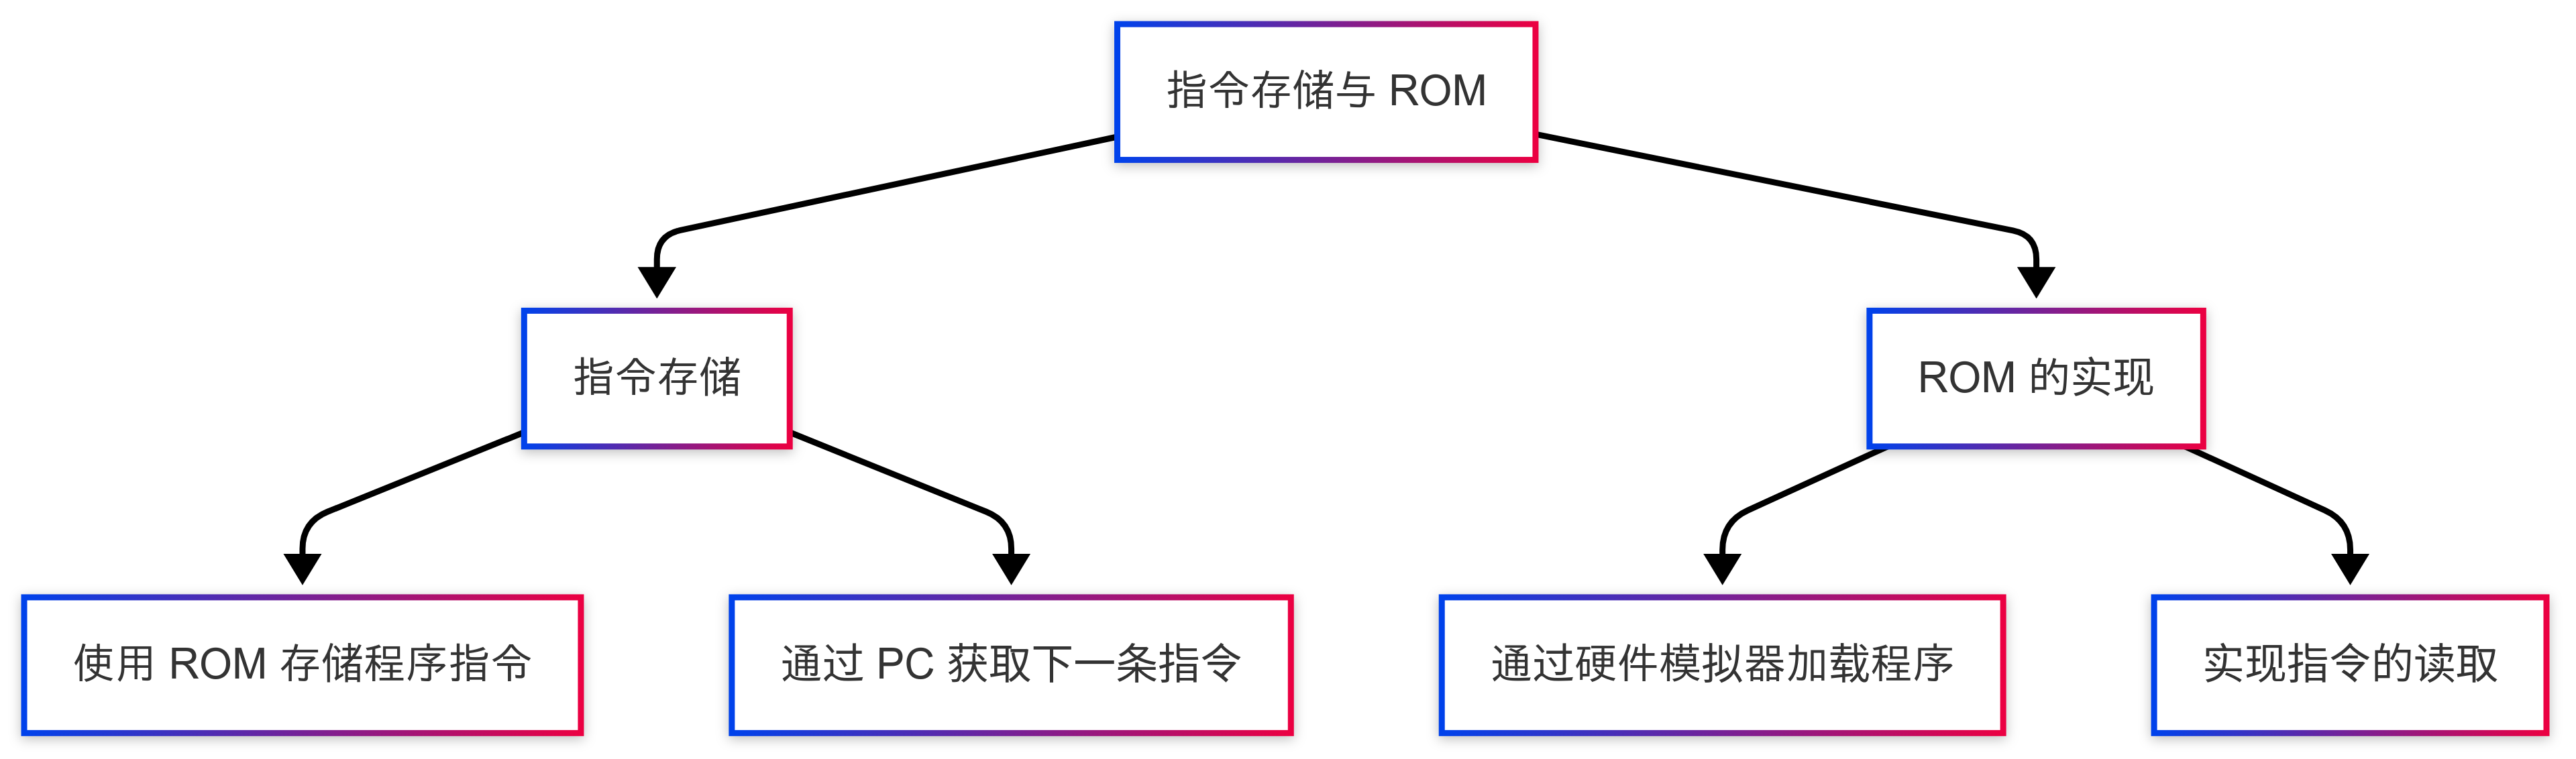 指令存储与 ROM
指令存储
ROM 的实现
使用 ROM 存储程序指令
通过 PC 获取下一条指令
通过硬件模拟器加载程序
实现指令的读取